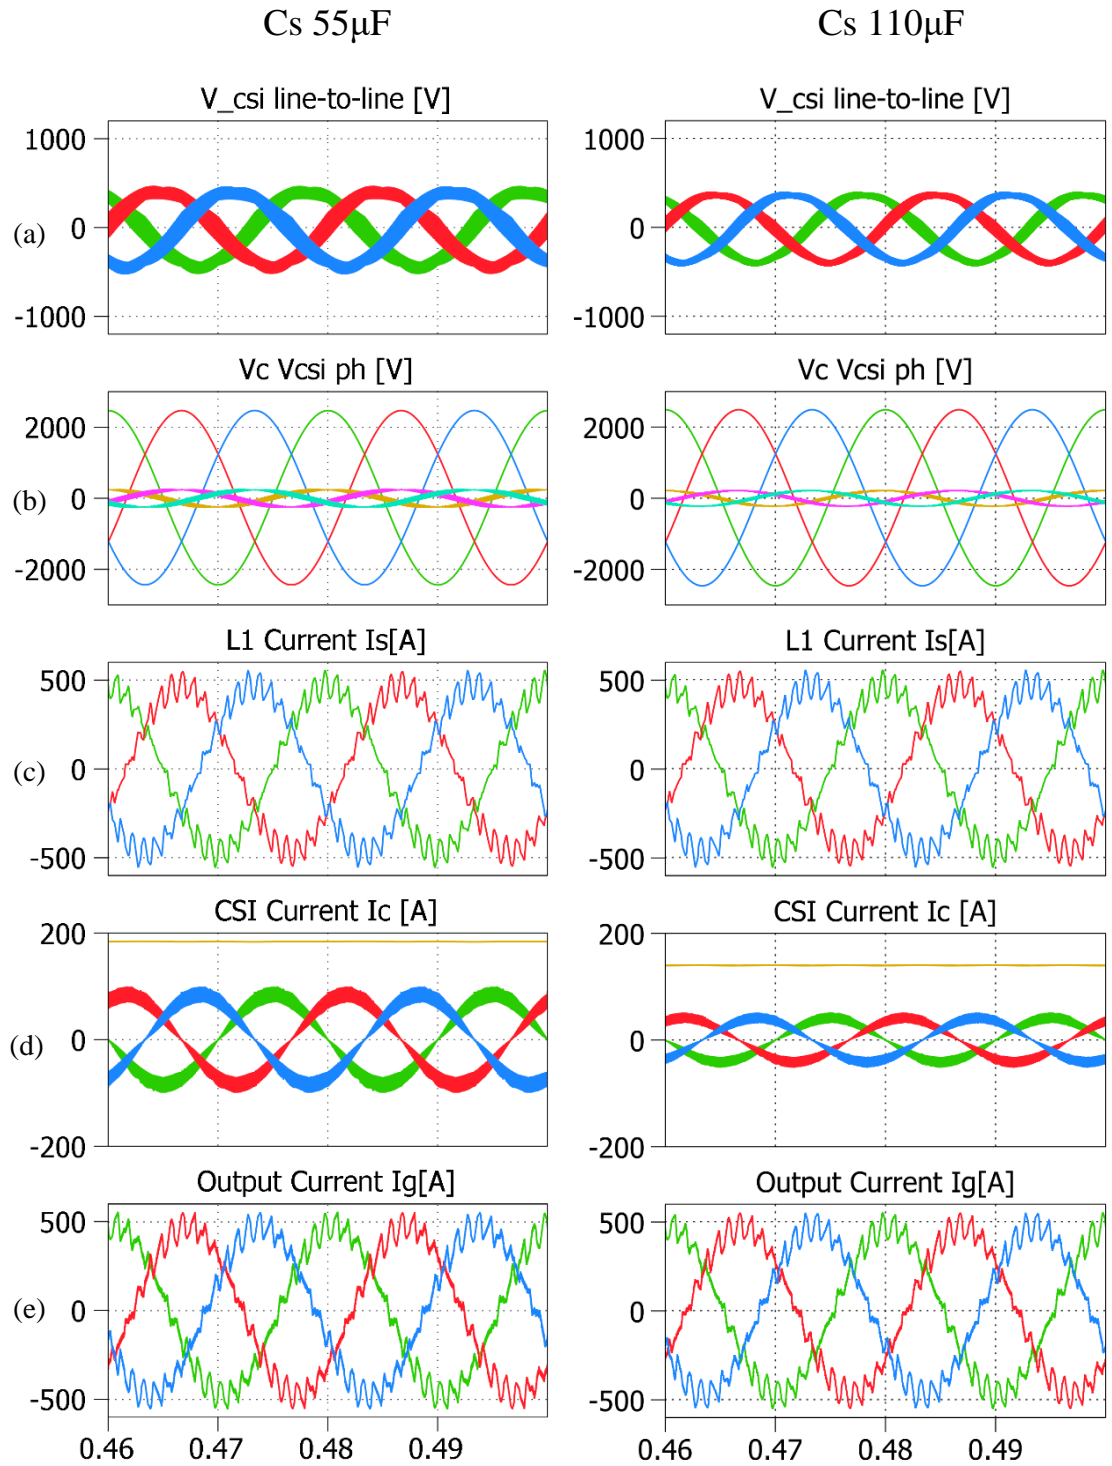 Cs 55μF Cs 110μF
V_csi line-to-line [V] V_csi line-to-line [V]
1000 1000
(a) 0 0
-1000 -1000
Vc Vcsi ph [V] Vc Vcsi ph [V]
2000 2000
(b) 0 0
-2000 -2000
L1 Current Is[A] L1 Current Is[A]
500 500
(c) 0 0
-500 -500
CSI Current Ic [A] CSI Current Ic [A]
200 200
(d) 0 0
-200 -200
Output Current Ig[A] Output Current Ig[A]
500 500
(e) 0 0
-500 -500
0.46 0.47 0.48 0.49 0.46 0.47 0.48 0.49